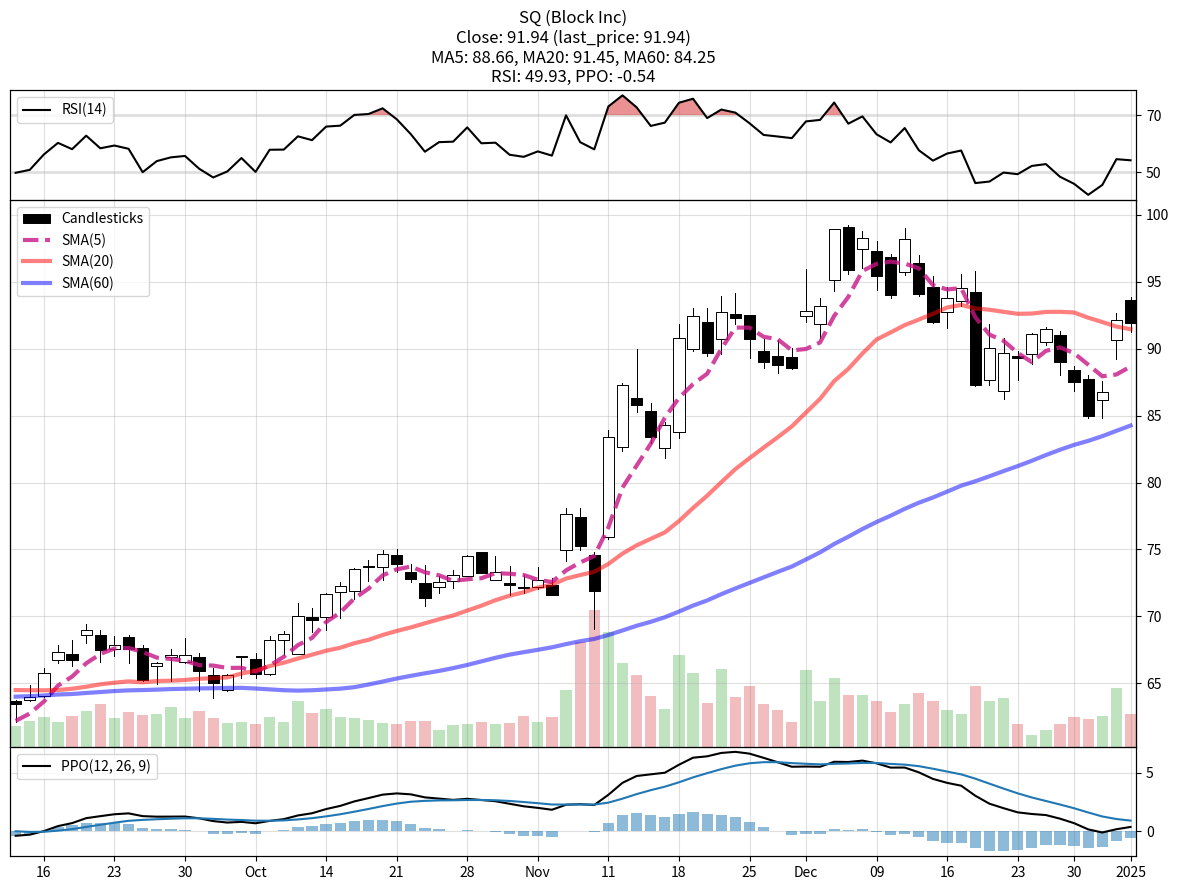 SQ (Block Inc)
Close: 91.94 (last_price: 91.94)
MA5: 88.66, MA20: 91.45, MA60: 84.25
RSI: 49.93, PPO: -0.54
RSI(14)
70
50
Candlesticks
SMA(5)
SMA(20)
SMA(60)
100
95
90
85
80
75
70
65
PPO(12, 26, 9)
5
0
16 23 30 Oct 14 21 28 Nov 11 18 25 Dec 09 16 23 30 2025